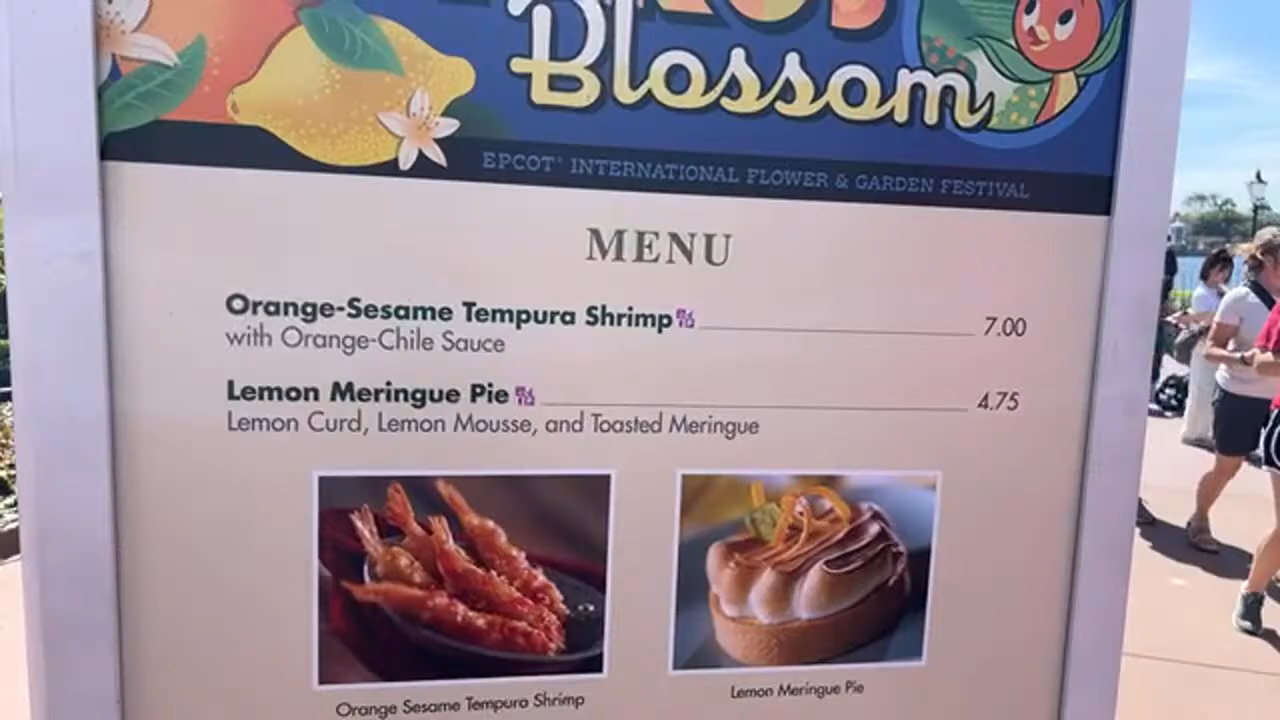 Blossom
EPCOT® INTERNATIONAL FLOWER & GARDEN FESTIVAL
MENU
Orange-Sesame Tempura Shrimp 7.00
with Orange-Chile Sauce
Lemon Meringue Pie 4.75
Lemon Curd, Lemon Mousse, and Toasted Meringue
Orange Sesame Tempura Shrimp
Lemon Meringue Pie